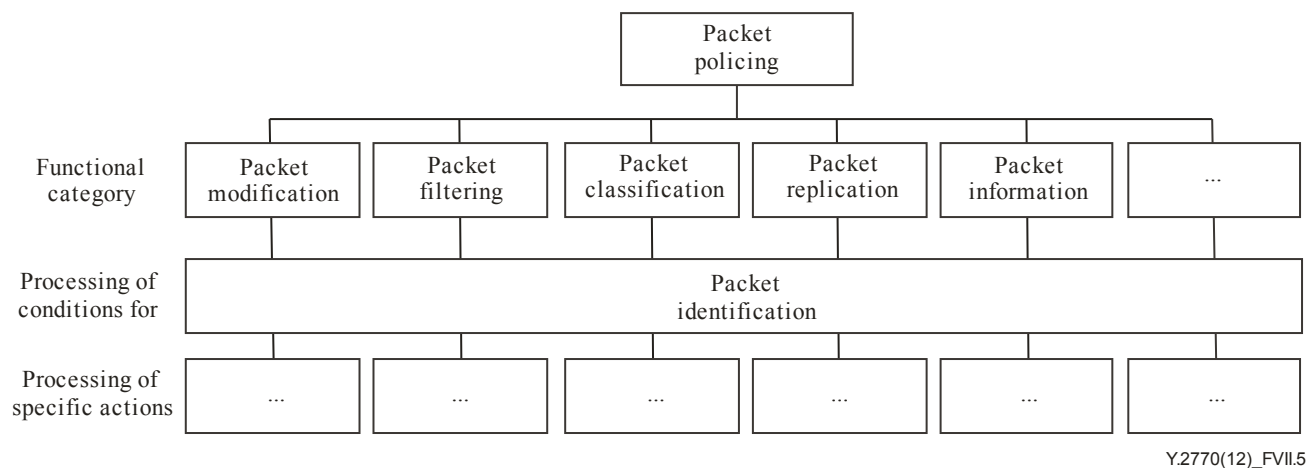 Packet
policing
Functional
category
Packet
modification
Packet
filtering
Packet
classification
Packet
replication
Packet
information
...
Processing of
conditions for
Packet
identification
Processing of
specific actions
...
...
...
...
...
...
Y.2770(12)_FVII.5